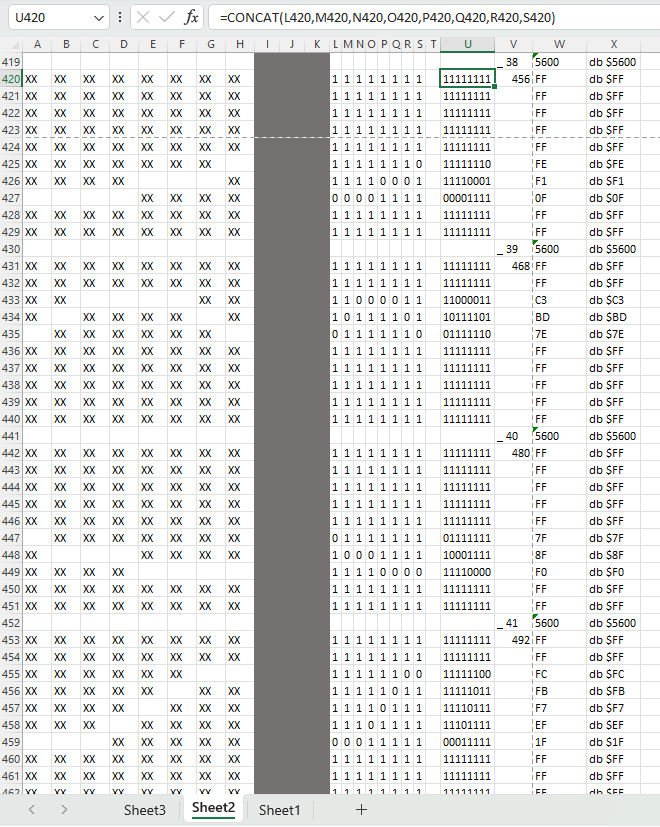 U420 =CONCAT(L420,M420,N420,O420,P420,Q420,R420,S420)
A B C D E F G H I J K L M N O P Q R S T U V W X
419 _ 38 5600 db $5600
420 XX XX XX XX XX XX XX XX 1 1 1 1 1 1 1 1 11111111 456 FF db $FF
421 XX XX XX XX XX XX XX XX 1 1 1 1 1 1 1 1 11111111 FF db $FF
422 XX XX XX XX XX XX XX XX 1 1 1 1 1 1 1 1 11111111 FF db $FF
423 XX XX XX XX XX XX XX XX 1 1 1 1 1 1 1 1 11111111 FF db $FF
424 XX XX XX XX XX XX XX XX 1 1 1 1 1 1 1 1 11111111 FF db $FF
425 XX XX XX XX XX XX XX 1 1 1 1 1 1 1 0 11111110 FE db $FE
426 XX XX XX XX XX 1 1 1 1 0 0 0 1 11110001 F1 db $F1
427 XX XX XX XX 0 0 0 0 1 1 1 1 00001111 0F db $0F
428 XX XX XX XX XX XX XX XX 1 1 1 1 1 1 1 1 11111111 FF db $FF
429 XX XX XX XX XX XX XX XX 1 1 1 1 1 1 1 1 11111111 FF db $FF
430 _ 39 5600 db $5600
431 XX XX XX XX XX XX XX XX 1 1 1 1 1 1 1 1 11111111 468 FF db $FF
432 XX XX XX XX XX XX XX XX 1 1 1 1 1 1 1 1 11111111 FF db $FF
433 XX XX XX XX 1 1 0 0 0 0 1 1 11000011 C3 db $C3
434 XX XX XX XX XX XX 1 0 1 1 1 1 0 1 10111101 BD db $BD
435 XX XX XX XX XX XX 0 1 1 1 1 1 1 0 01111110 7E db $7E
436 XX XX XX XX XX XX XX XX 1 1 1 1 1 1 1 1 11111111 FF db $FF
437 XX XX XX XX XX XX XX XX 1 1 1 1 1 1 1 1 11111111 FF db $FF
438 XX XX XX XX XX XX XX XX 1 1 1 1 1 1 1 1 11111111 FF db $FF
439 XX XX XX XX XX XX XX XX 1 1 1 1 1 1 1 1 11111111 FF db $FF
440 XX XX XX XX XX XX XX XX 1 1 1 1 1 1 1 1 11111111 FF db $FF
441 _ 40 5600 db $5600
442 XX XX XX XX XX XX XX XX 1 1 1 1 1 1 1 1 11111111 480 FF db $FF
443 XX XX XX XX XX XX XX XX 1 1 1 1 1 1 1 1 11111111 FF db $FF
444 XX XX XX XX XX XX XX XX 1 1 1 1 1 1 1 1 11111111 FF db $FF
445 XX XX XX XX XX XX XX XX 1 1 1 1 1 1 1 1 11111111 FF db $FF
446 XX XX XX XX XX XX XX XX 1 1 1 1 1 1 1 1 11111111 FF db $FF
447 XX XX XX XX XX XX XX 0 1 1 1 1 1 1 1 01111111 7F db $7F
448 XX XX XX XX XX 1 0 0 0 1 1 1 1 10001111 8F db $8F
449 XX XX XX XX 1 1 1 1 0 0 0 0 11110000 F0 db $F0
450 XX XX XX XX XX XX XX XX 1 1 1 1 1 1 1 1 11111111 FF db $FF
451 XX XX XX XX XX XX XX XX 1 1 1 1 1 1 1 1 11111111 FF db $FF
452 _ 41 5600 db $5600
453 XX XX XX XX XX XX XX XX 1 1 1 1 1 1 1 1 11111111 492 FF db $FF
454 XX XX XX XX XX XX XX XX 1 1 1 1 1 1 1 1 11111111 FF db $FF
455 XX XX XX XX XX XX 1 1 1 1 1 1 0 0 11111100 FC db $FC
456 XX XX XX XX XX XX XX 1 1 1 1 1 0 1 1 11111011 FB db $FB
457 XX XX XX XX XX XX XX 1 1 1 1 0 1 1 1 11110111 F7 db $F7
458 XX XX XX XX XX XX XX 1 1 1 0 1 1 1 1 11101111 EF db $EF
459 XX XX XX XX XX 0 0 0 1 1 1 1 1 00011111 1F db $1F
460 XX XX XX XX XX XX XX XX 1 1 1 1 1 1 1 1 11111111 FF db $FF
461 XX XX XX XX XX XX XX XX 1 1 1 1 1 1 1 1 11111111 FF db $FF
462 XX XX XX XX XX XX XX XX 1 1 1 1 1 1 1 1 11111111 FF db $FF
Sheet3 Sheet2 Sheet1